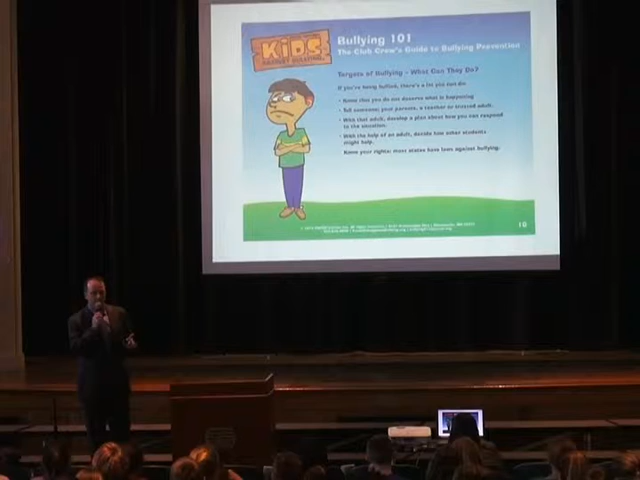 KiDS
AGAINST BULLYING
Bullying 101
The Club Crew's Guide to Bullying Prevention
Targets of Bullying – What Can They Do?
If you're being bullied, there's a lot you can do
• Know that you do not deserve what is happening
• Tell someone; your parents, a teacher or trusted adult.
• With that adult, develop a plan about how you can respond
to the situation.
• With the help of an adult, decide how other students
might help.
Know your rights: most states have laws against bullying.
10